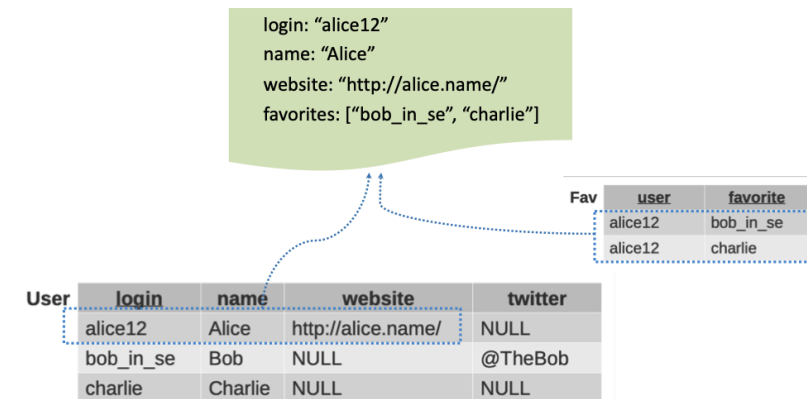 login: “alice12”
name: “Alice”
website: “http://alice.name/”
favorites: [“bob_in_se”, “charlie”]
Fav user favorite
alice12 bob_in_se
alice12 charlie
User login name website twitter
alice12 Alice http://alice.name/ NULL
bob_in_se Bob NULL @TheBob
charlie Charlie NULL NULL